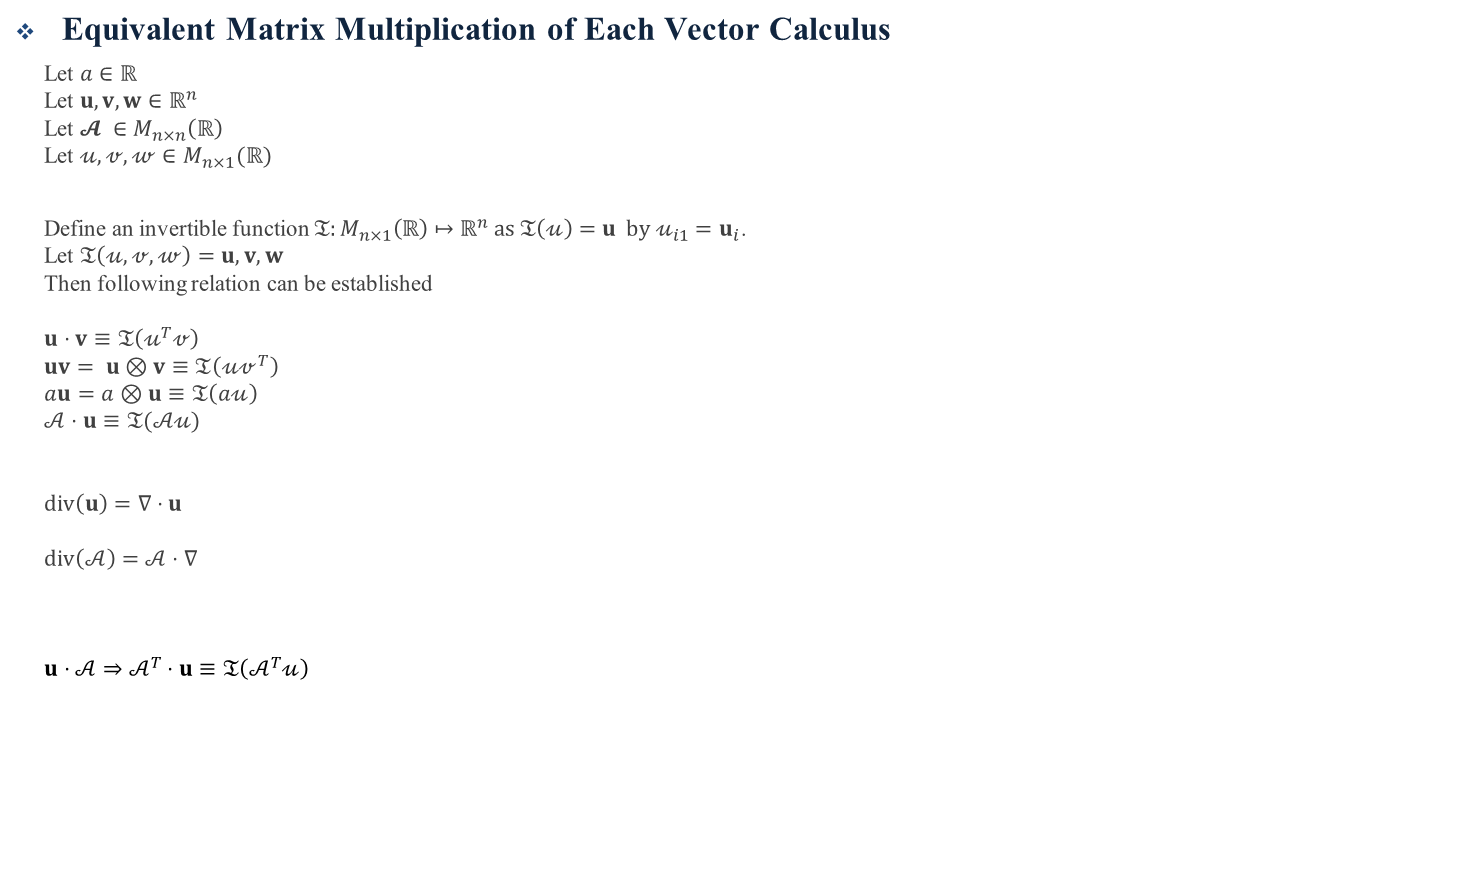 ❖ Equivalent Matrix Multiplication of Each Vector Calculus
Let 𝑎 ∈ ℝ
Let 𝐮, 𝐯, 𝐰 ∈ ℝⁿ
Let 𝓐 ∈ 𝑀ₙₓₙ(ℝ)
Let 𝓊, 𝓋, 𝓌 ∈ 𝑀ₙₓ₁(ℝ)
Define an invertible function 𝔗: 𝑀ₙₓ₁(ℝ) ↦ ℝⁿ as 𝔗(𝓊) = 𝐮 by 𝓊ᵢ₁ = 𝐮ᵢ.
Let 𝔗(𝓊, 𝓋, 𝓌) = 𝐮, 𝐯, 𝐰
Then following relation can be established
𝐮 · 𝐯 ≡ 𝔗(𝓊ᵀ𝓋)
𝐮𝐯 = 𝐮 ⊗ 𝐯 ≡ 𝔗(𝓊𝓋ᵀ)
𝑎𝐮 = 𝑎 ⊗ 𝐮 ≡ 𝔗(𝑎𝓊)
𝒜 · 𝐮 ≡ 𝔗(𝒜𝓊)
div(𝐮) = ∇ · 𝐮
div(𝒜) = 𝒜 · ∇
𝐮 · 𝒜 ⇒ 𝒜ᵀ · 𝐮 ≡ 𝔗(𝒜ᵀ𝓊)